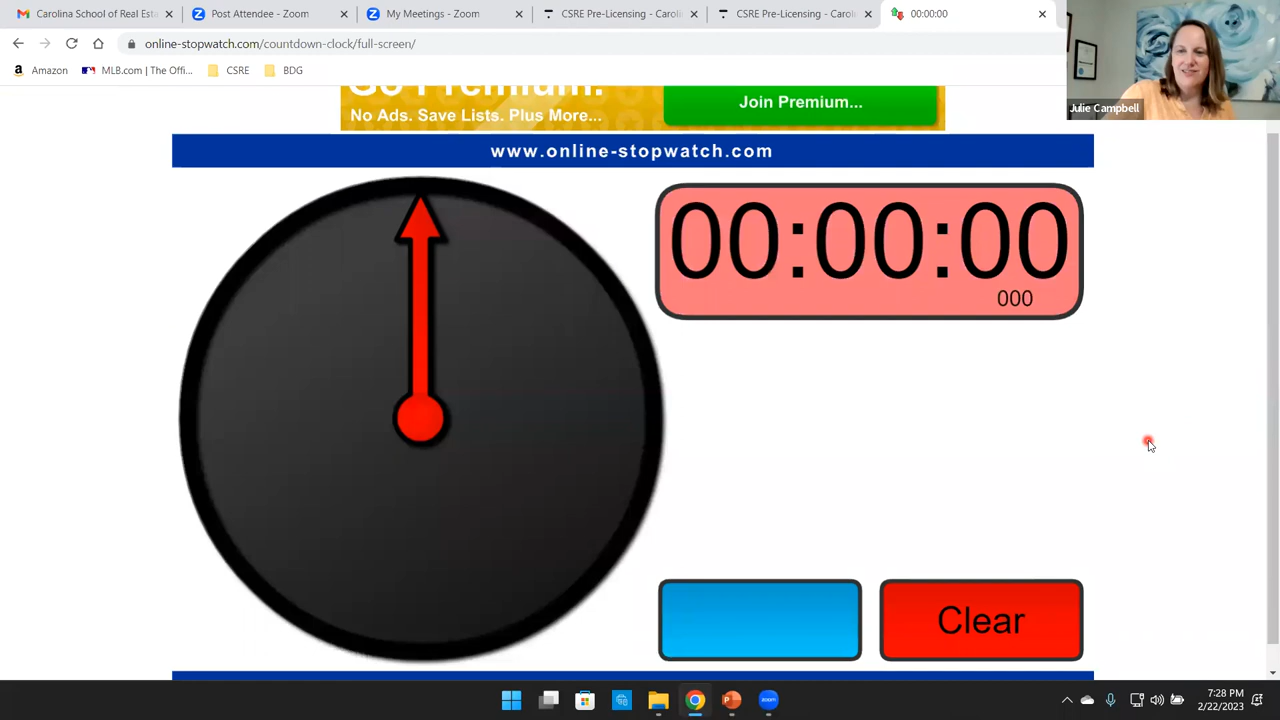 Carolina School of Real Esta
Post Attendee - Zoom
My Meetings - Zoom
CSRE Pre-Licensing - Caroli
CSRE Pre-Licensing - Caroli
00:00:00
online-stopwatch.com/countdown-clock/full-screen/
Amazon
MLB.com | The Offi...
CSRE
BDG
Julie Campbell
Go Premium!
No Ads. Save Lists. Plus More...
Join Premium...
www.online-stopwatch.com
00:00:00
000
Clear
zoom
7:28 PM
2/22/2023